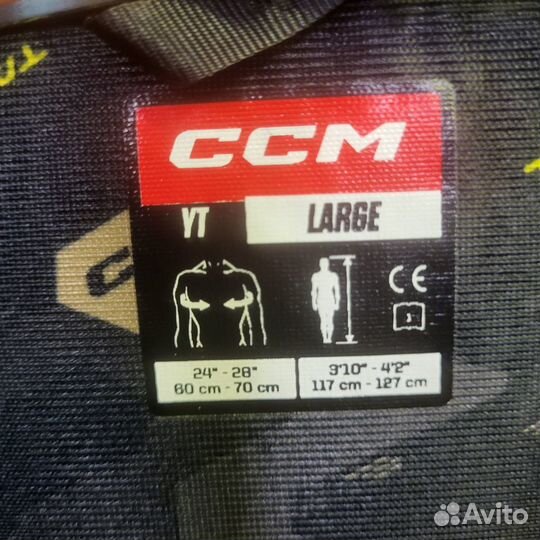 CCM
YT LARGE
24" - 28"
60 cm - 70 cm
3'10" - 4'2"
117 cm - 127 cm
CE
Avito